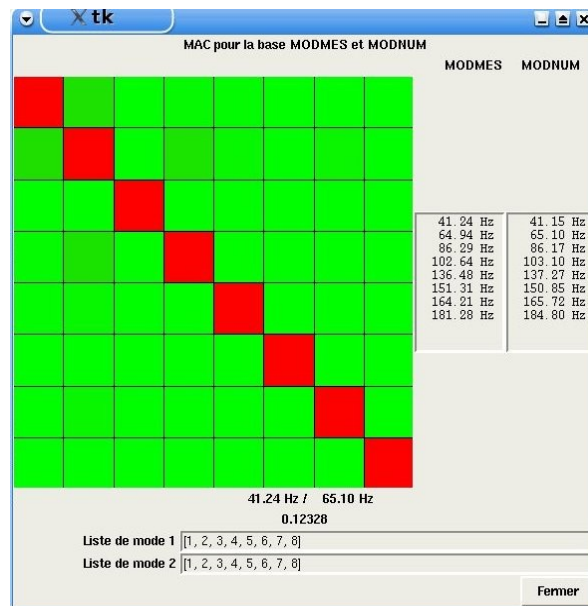 tk
MAC pour la base MODMES et MODNUM
MODMES MODNUM
41.24 Hz 41.15 Hz
64.94 Hz 65.10 Hz
86.29 Hz 86.17 Hz
102.64 Hz 103.10 Hz
136.48 Hz 137.27 Hz
151.31 Hz 150.85 Hz
164.21 Hz 165.72 Hz
181.28 Hz 184.80 Hz
41.24 Hz / 65.10 Hz
0.12328
Liste de mode 1 [1, 2, 3, 4, 5, 6, 7, 8]
Liste de mode 2 [1, 2, 3, 4, 5, 6, 7, 8]
Fermer